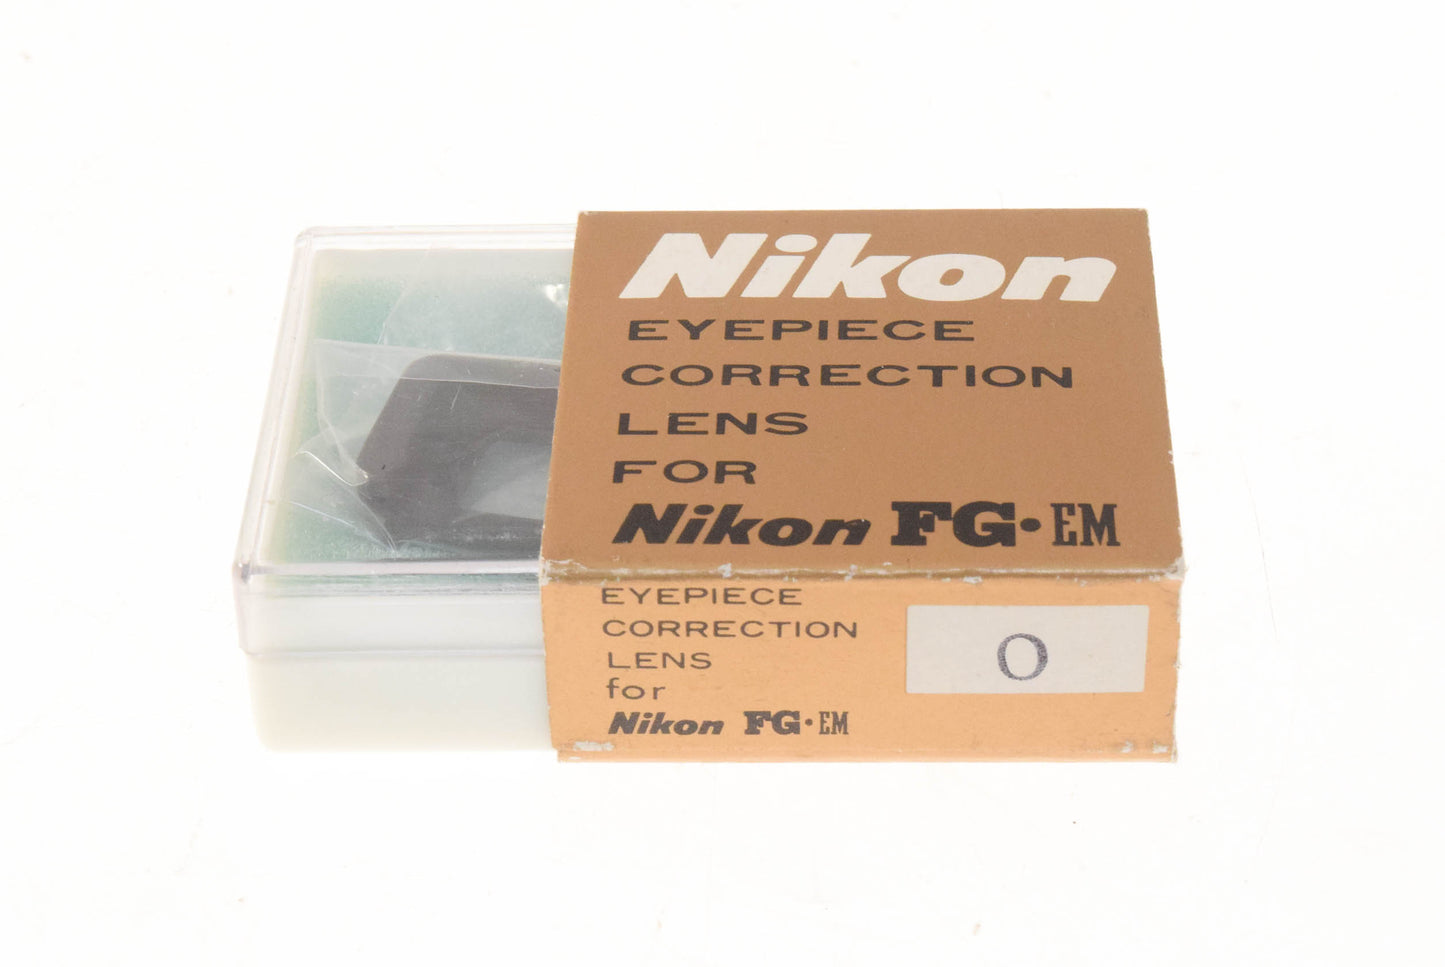 Nikon
EYEPIECE
CORRECTION
LENS
FOR
Nikon FG·EM
EYEPIECE
CORRECTION
LENS
for
Nikon FG·EM
0